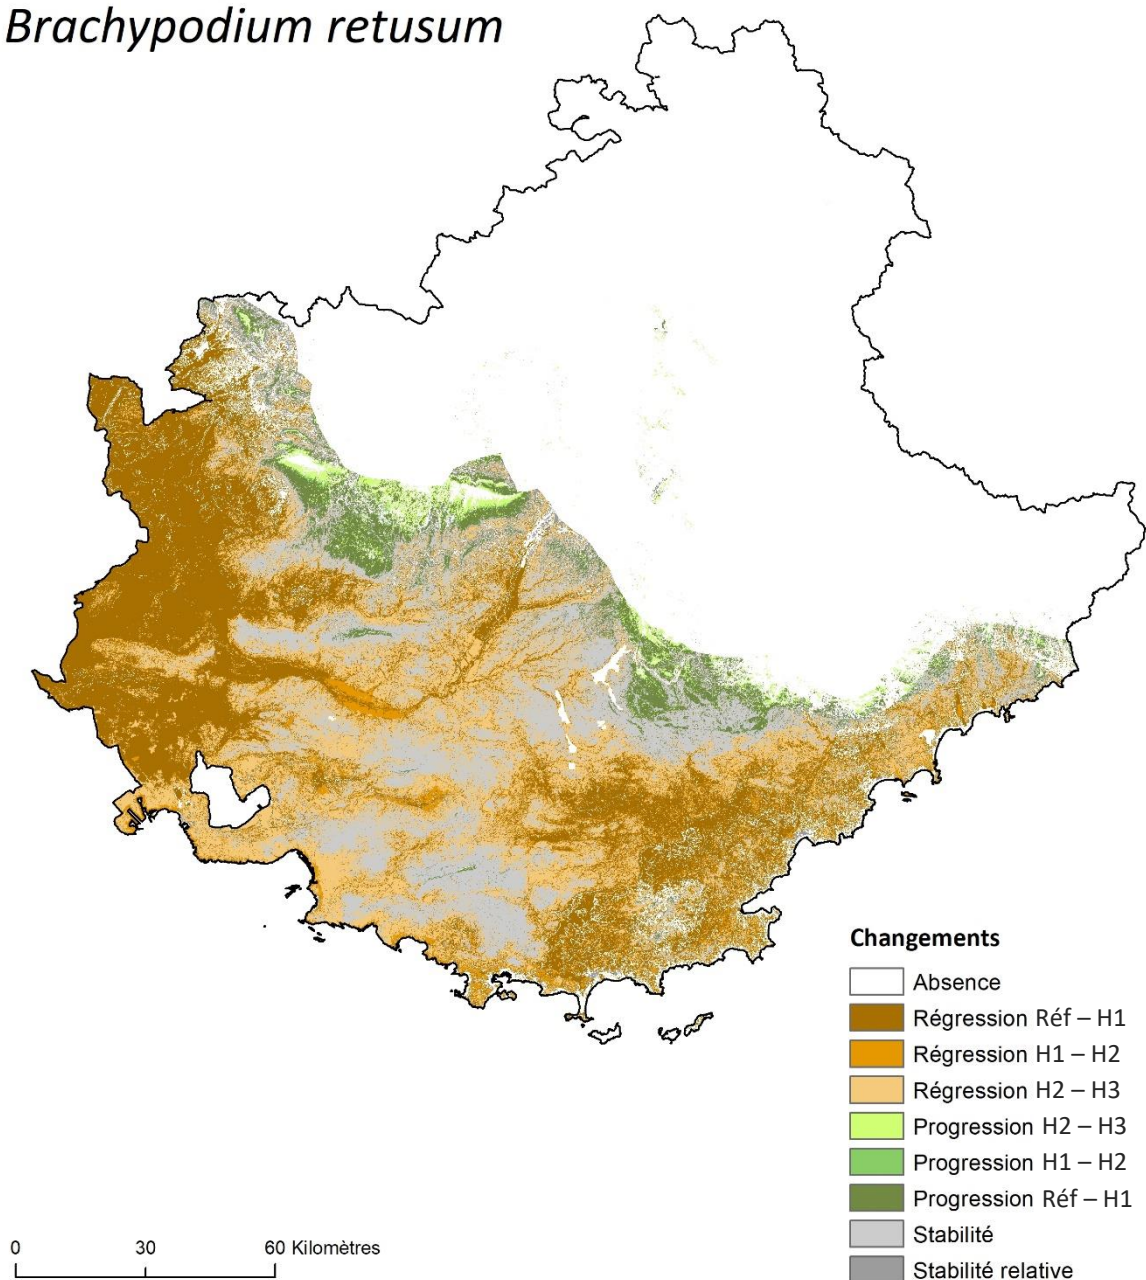 Brachypodium retusum
Changements
Absence
Régression Réf – H1
Régression H1 – H2
Régression H2 – H3
Progression H2 – H3
Progression H1 – H2
Progression Réf – H1
Stabilité
Stabilité relative
0 30 60 Kilomètres